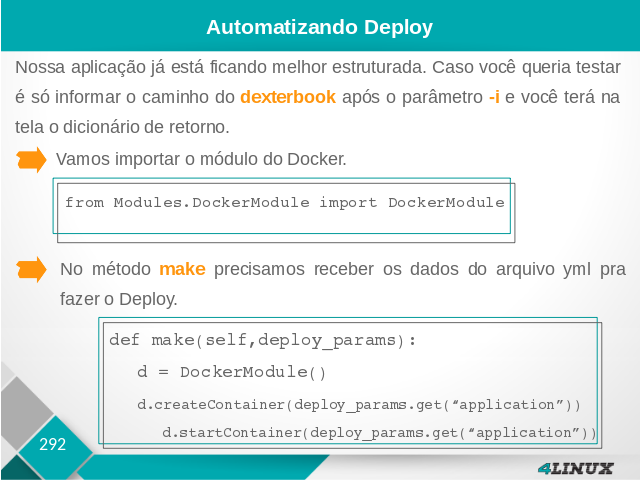 Automatizando Deploy
Nossa aplicação já está ficando melhor estruturada. Caso você queria testar
é só informar o caminho do dexterbook após o parâmetro -i e você terá na
tela o dicionário de retorno.
Vamos importar o módulo do Docker.
from Modules.DockerModule import DockerModule
No método make precisamos receber os dados do arquivo yml pra
fazer o Deploy.
def make(self,deploy_params):
d = DockerModule()
d.createContainer(deploy_params.get(“application”))
d.startContainer(deploy_params.get(“application”))
292
4LINUX